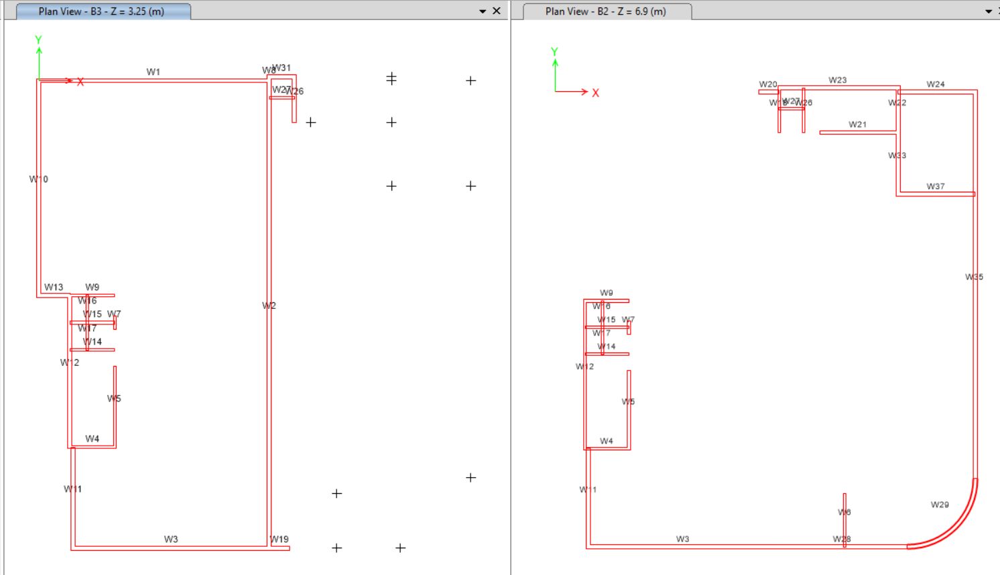 Plan View - B3 - Z = 3.25 (m)
Y
X
W1
W8
W31
W27
W26
W10
W13
W9
W16
W15
W7
W17
W14
W2
W12
W5
W4
W11
W3
W19
Plan View - B2 - Z = 6.9 (m)
Y
X
W20
W23
W24
W27
W26
W22
W21
W33
W37
W35
W9
W16
W15
W7
W17
W14
W12
W5
W4
W11
W29
W6
W3
W28